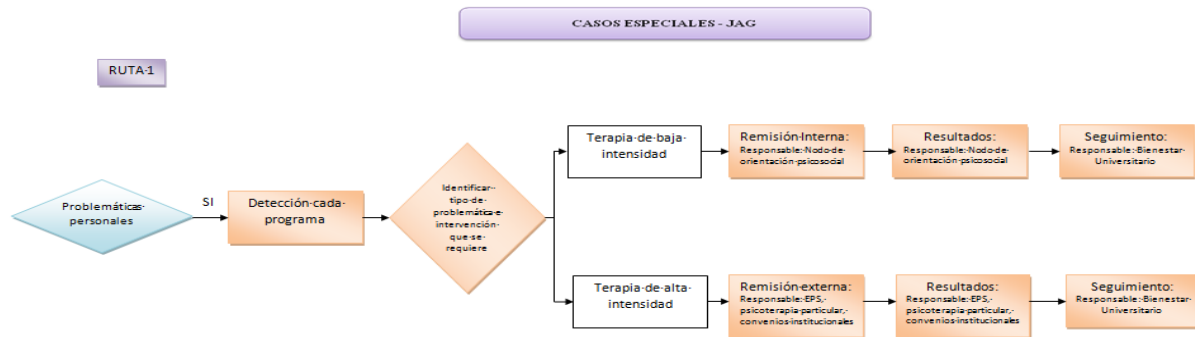 CASOS ESPECIALES - JAG
RUTA·1
Problemáticas·
personales
SI
Detección·cada·
programa
Identificar··
tipo·de·
problemática·e·
intervención·
que·se·
requiere
Terapia·de·baja·
intensidad
Remisión·Interna:
Responsable:·Nodo·de·
orientación·psicosocial
Resultados:
Responsable:·Nodo·de·
orientación·psicosocial
Seguimiento:
Responsable:·Bienestar·
Universitario
Terapia·de·alta·
intensidad
Remisión·externa:
Responsable:·EPS,·
psicoterapia·particular,·
convenios·institucionales
Resultados:
Responsable:·EPS,·
psicoterapia·particular,·
convenios·institucionales
Seguimiento:
Responsable:·Bienestar·
Universitario